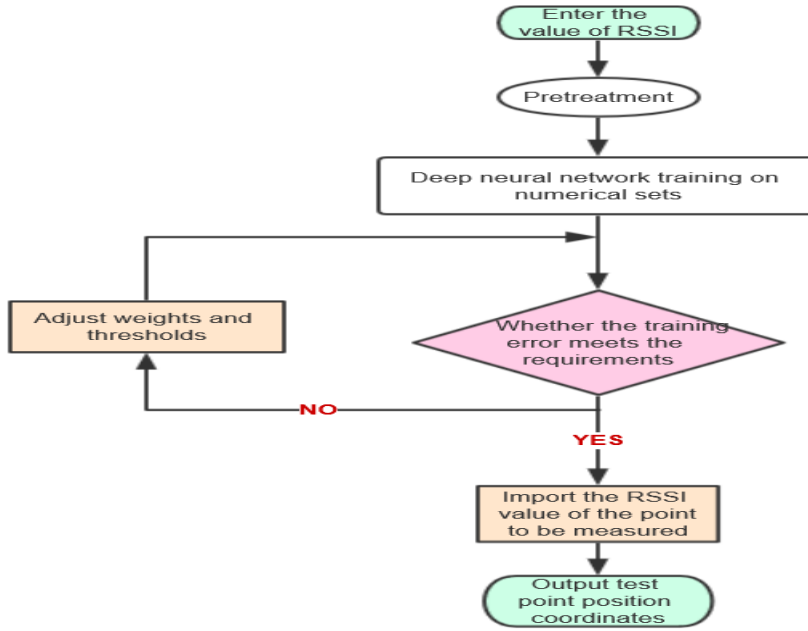 Enter the
value of RSSI
Pretreatment
Deep neural network training on
numerical sets
Adjust weights and
thresholds
Whether the training
error meets the
requirements
NO
YES
Import the RSSI
value of the point
to be measured
Output test
point position
coordinates